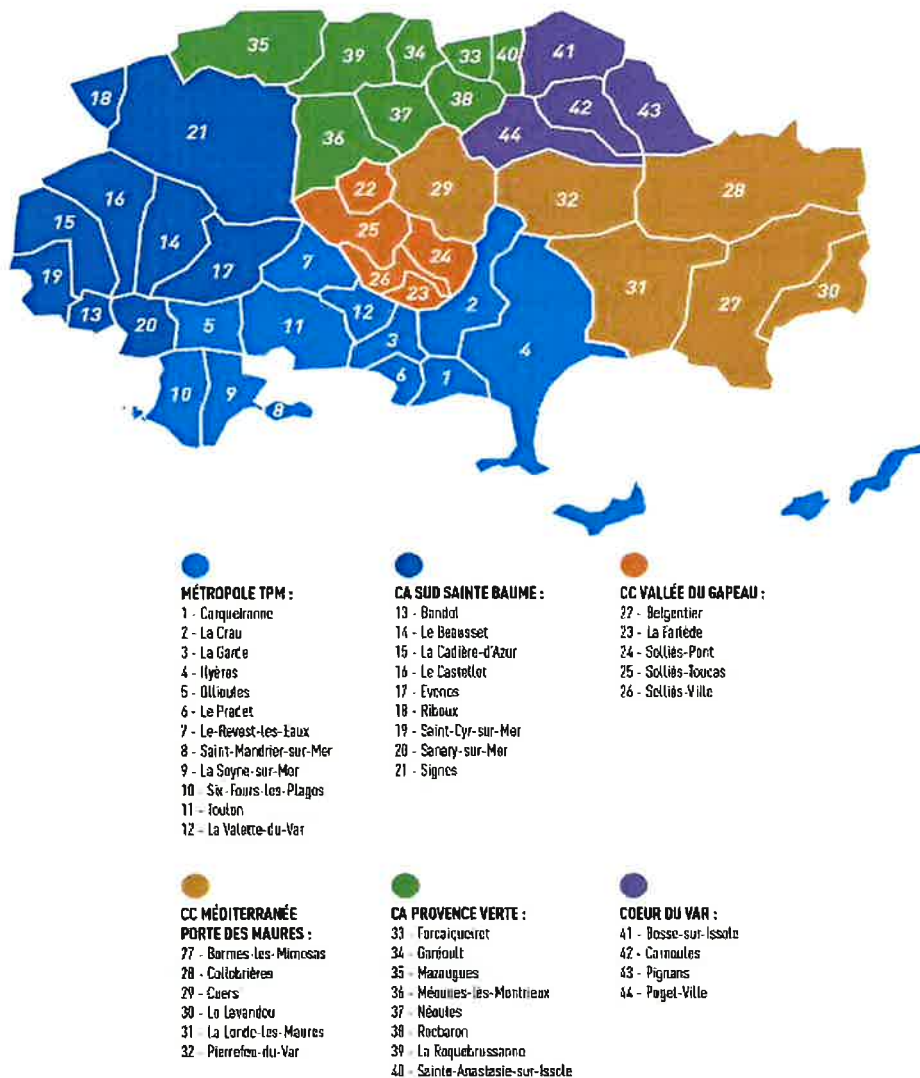 35
39
34
33
40
41
18
21
36
37
38
42
43
44
16
22
29
32
28
15
14
25
24
19
17
7
26
23
31
27
30
13
20
5
11
12
3
2
4
10
9
8
6
1
MÉTROPOLE TPM :
1 - Carqueiranne
2 - La Crau
3 - La Garde
4 - Hyères
5 - Ollioules
6 - Le Pradet
7 - Le-Revest-les-Eaux
8 - Saint-Mandrier-sur-Mer
9 - La Seyne-sur-Mer
10 - Six-Fours-les-Plages
11 - Toulon
12 - La Valette-du-Var
CA SUD SAINTE BAUME :
13 - Bandol
14 - Le Beausset
15 - La Cadière-d'Azur
16 - Le Castellet
17 - Evenos
18 - Riboux
19 - Saint-Cyr-sur-Mer
20 - Sanary-sur-Mer
21 - Signes
CC VALLÉE DU GAPEAU :
22 - Belgentier
23 - La Farlède
24 - Solliès-Pont
25 - Solliès-Toucas
26 - Solliès-Ville
CC MÉDITERRANÉE
PORTE DES MAURES :
27 - Bormes-les-Mimosas
28 - Collobrières
29 - Cuers
30 - Le Lavandou
31 - La Londe-les-Maures
32 - Pierrefeu-du-Var
CA PROVENCE VERTE :
33 - Forcalqueiret
34 - Garéoult
35 - Mazaugues
36 - Méounes-lès-Montrieux
37 - Néoules
38 - Rocbaron
39 - La Roquebrussanne
40 - Sainte-Anastasie-sur-Issole
COEUR DU VAR :
41 - Besse-sur-Issole
42 - Carnoules
43 - Pignans
44 - Puget-Ville